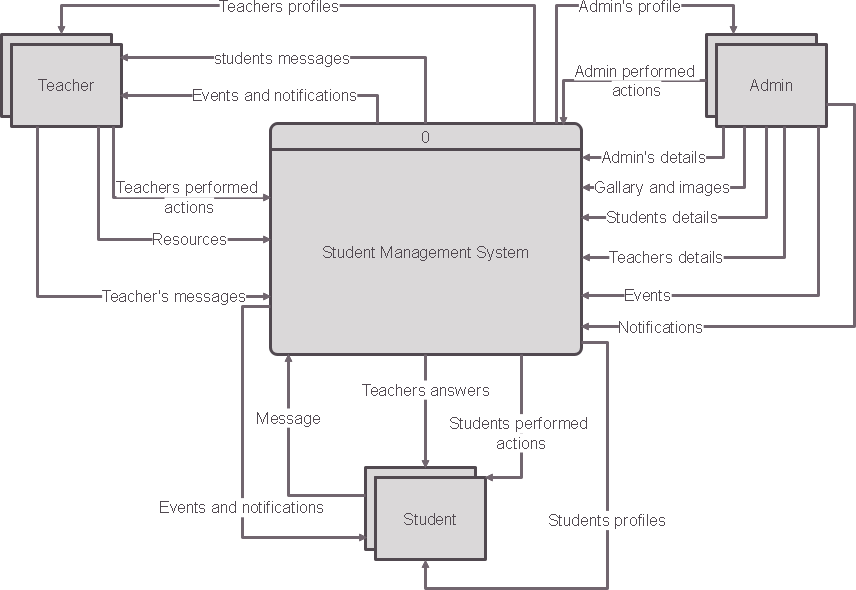 Teachers profiles
Admin's profile
students messages
Teacher
Admin performed
actions
Admin
Events and notifications
0
Admin's details
Teachers performed
actions
Gallary and images
Students details
Resources
Student Management System
Teachers details
Teacher's messages
Events
Notifications
Teachers answers
Message
Students performed
actions
Events and notifications
Student
Students profiles